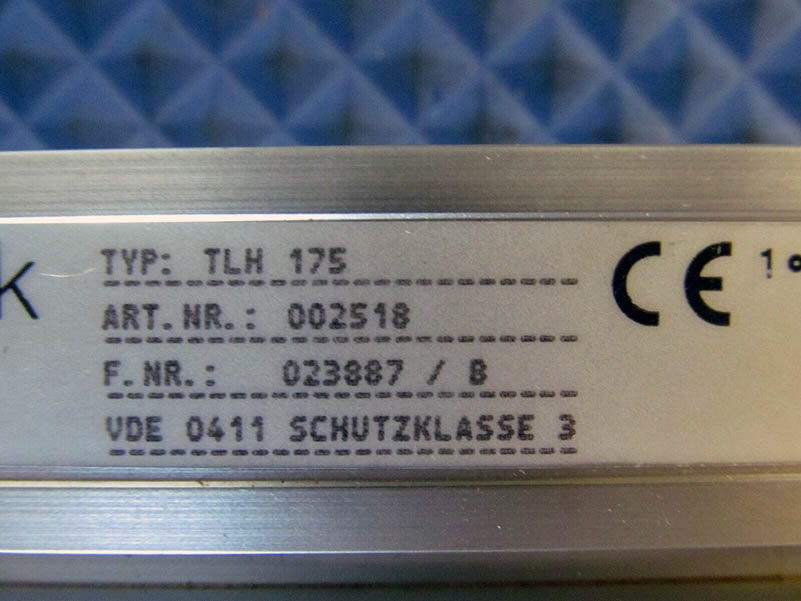 k
TYP: TLH 175
ART.NR.: 002518
F.NR.: 023887 / B
VDE 0411 SCHUTZKLASSE 3
CE